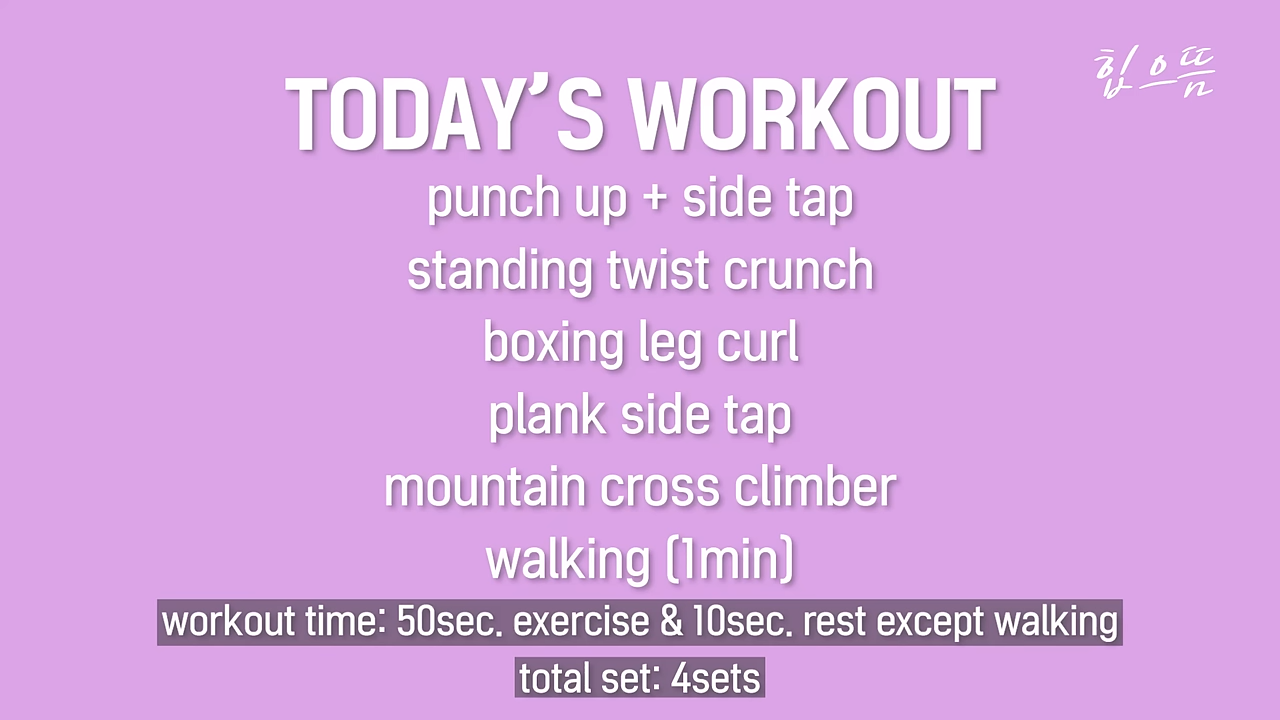 힙으뜸
TODAY'S WORKOUT
punch up + side tap
standing twist crunch
boxing leg curl
plank side tap
mountain cross climber
walking (1min)
workout time: 50sec. exercise & 10sec. rest except walking
total set: 4sets